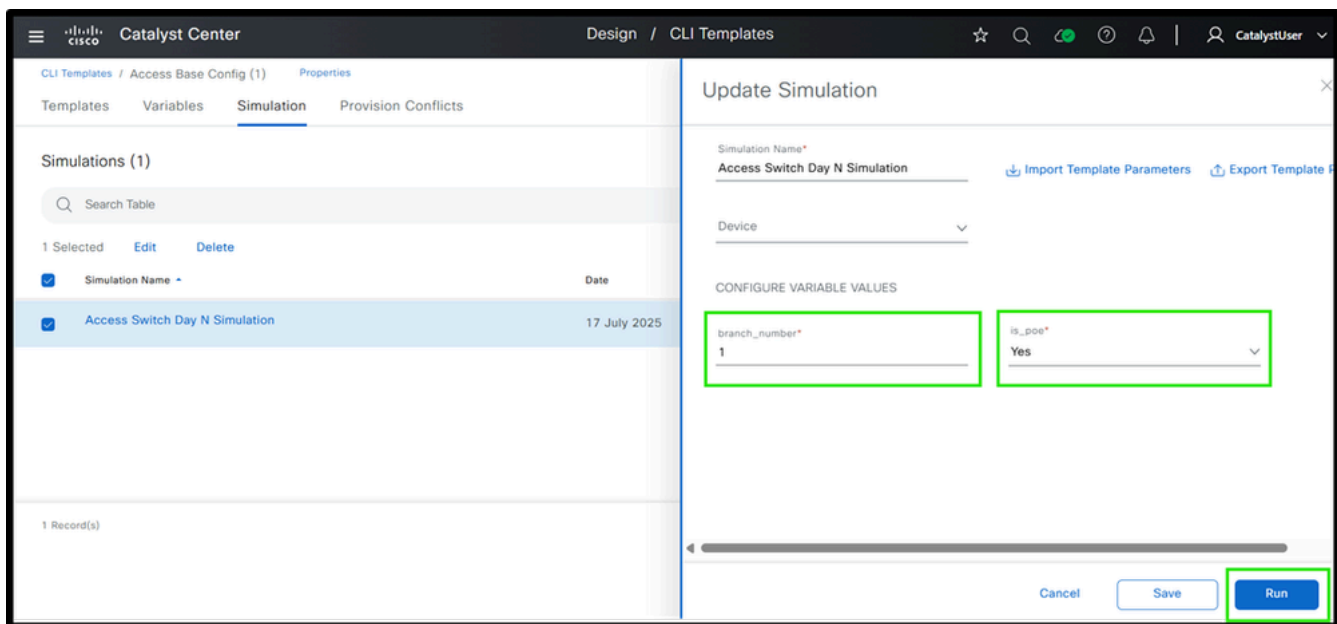 CISCO Catalyst Center
Design / CLI Templates
CatalystUser
CLI Templates / Access Base Config (1) Properties
Templates Variables Simulation Provision Conflicts
Simulations (1)
Search Table
1 Selected Edit Delete
Simulation Name Date
Access Switch Day N Simulation 17 July 2025
1 Record(s)
Update Simulation
Simulation Name*
Access Switch Day N Simulation
Import Template Parameters Export Template P
Device
CONFIGURE VARIABLE VALUES
branch_number*
1
is_poe*
Yes
Cancel Save Run